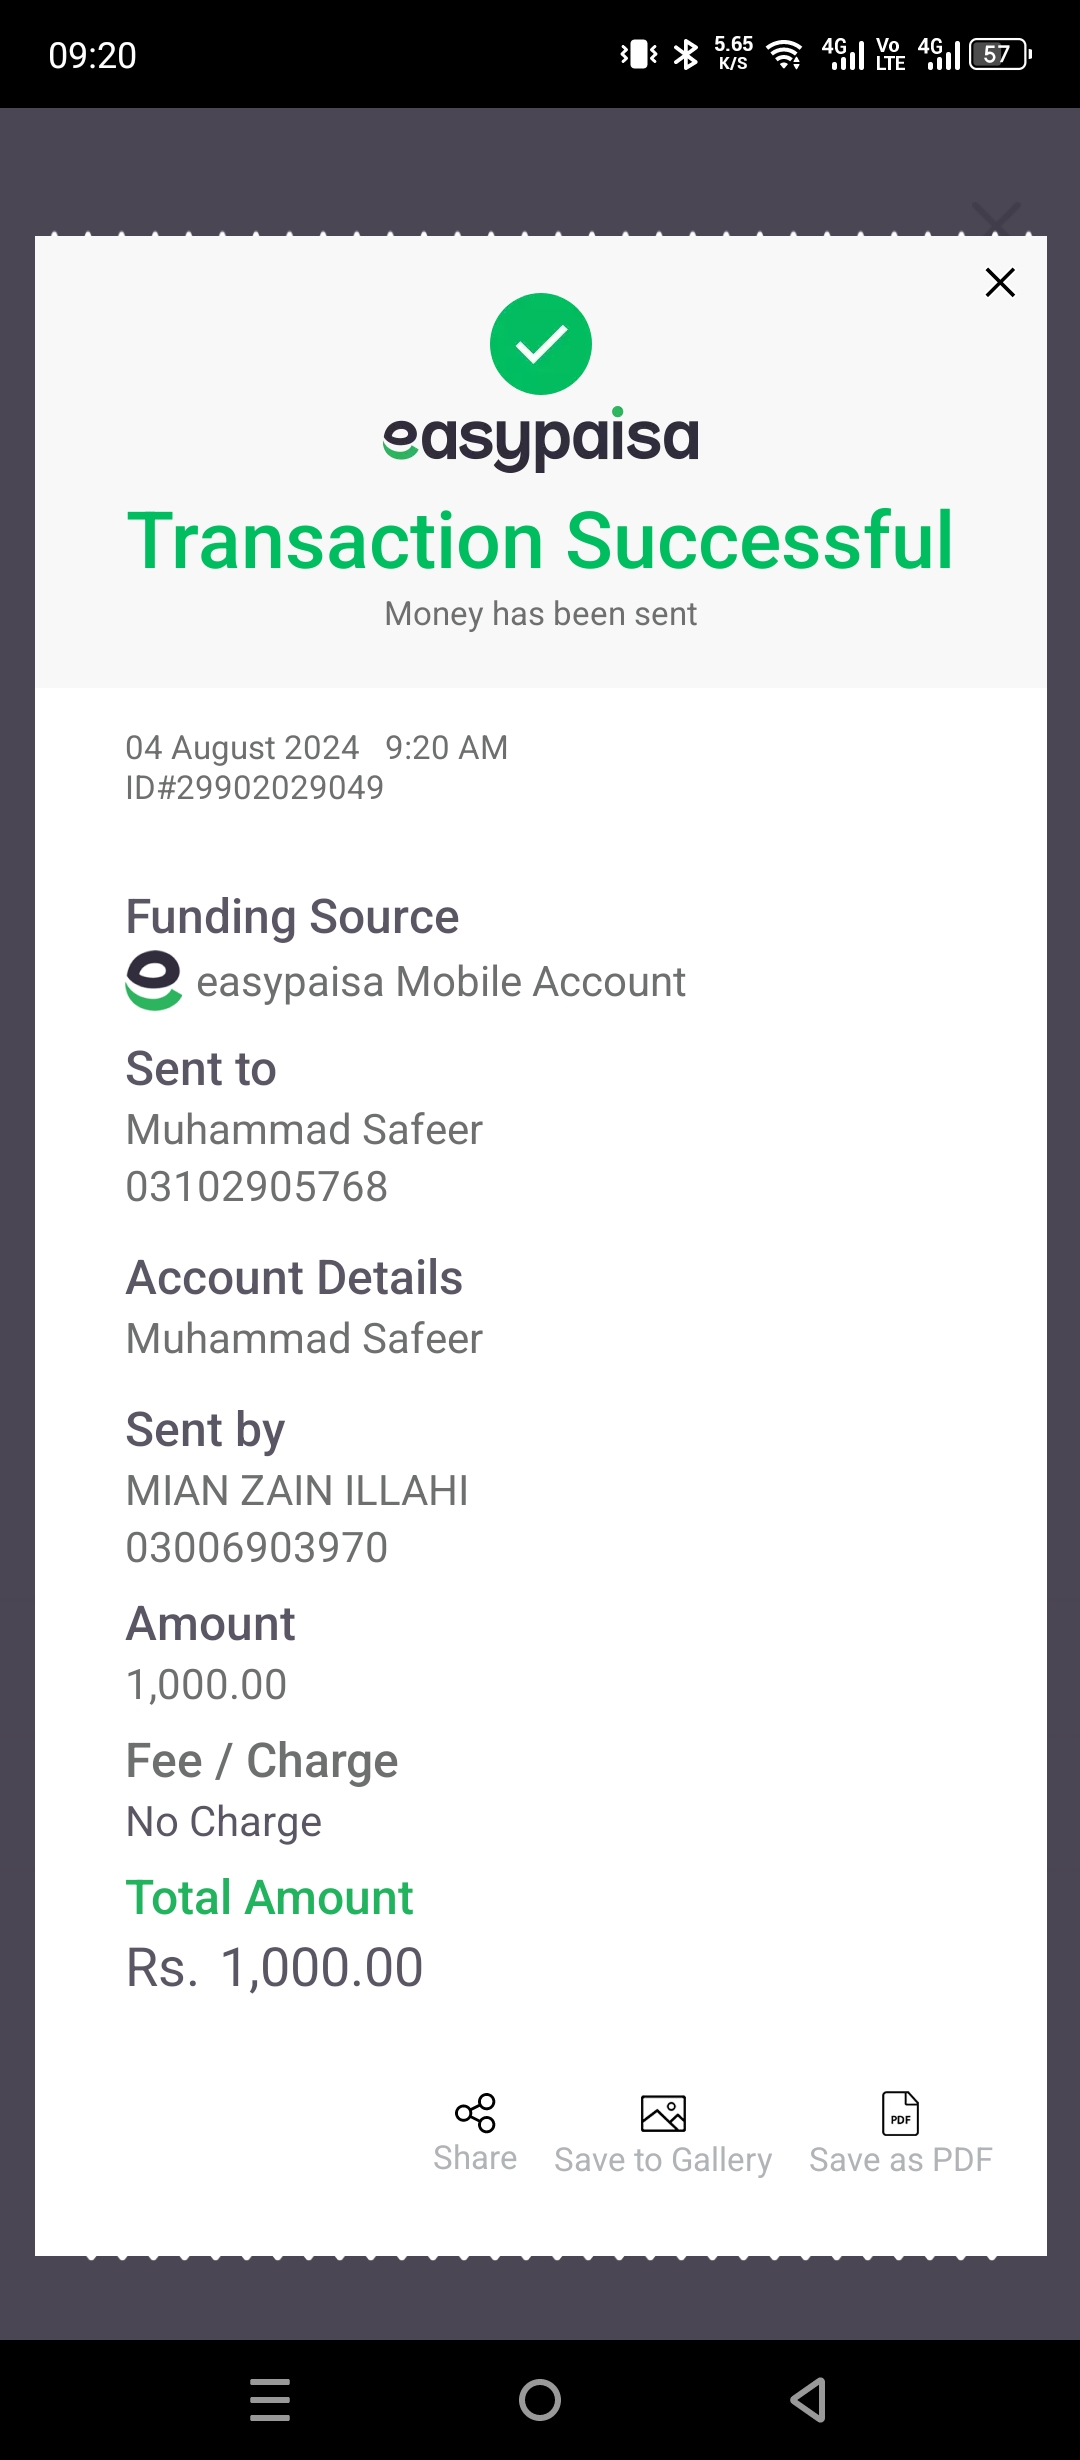 09:20
5.65 K/S 4G Vo LTE 4G 57
easypaisa
Transaction Successful
Money has been sent
04 August 2024 9:20 AM
ID#29902029049
Funding Source
easypaisa Mobile Account
Sent to
Muhammad Safeer
03102905768
Account Details
Muhammad Safeer
Sent by
MIAN ZAIN ILLAHI
03006903970
Amount
1,000.00
Fee / Charge
No Charge
Total Amount
Rs. 1,000.00
PDF
Share Save to Gallery Save as PDF